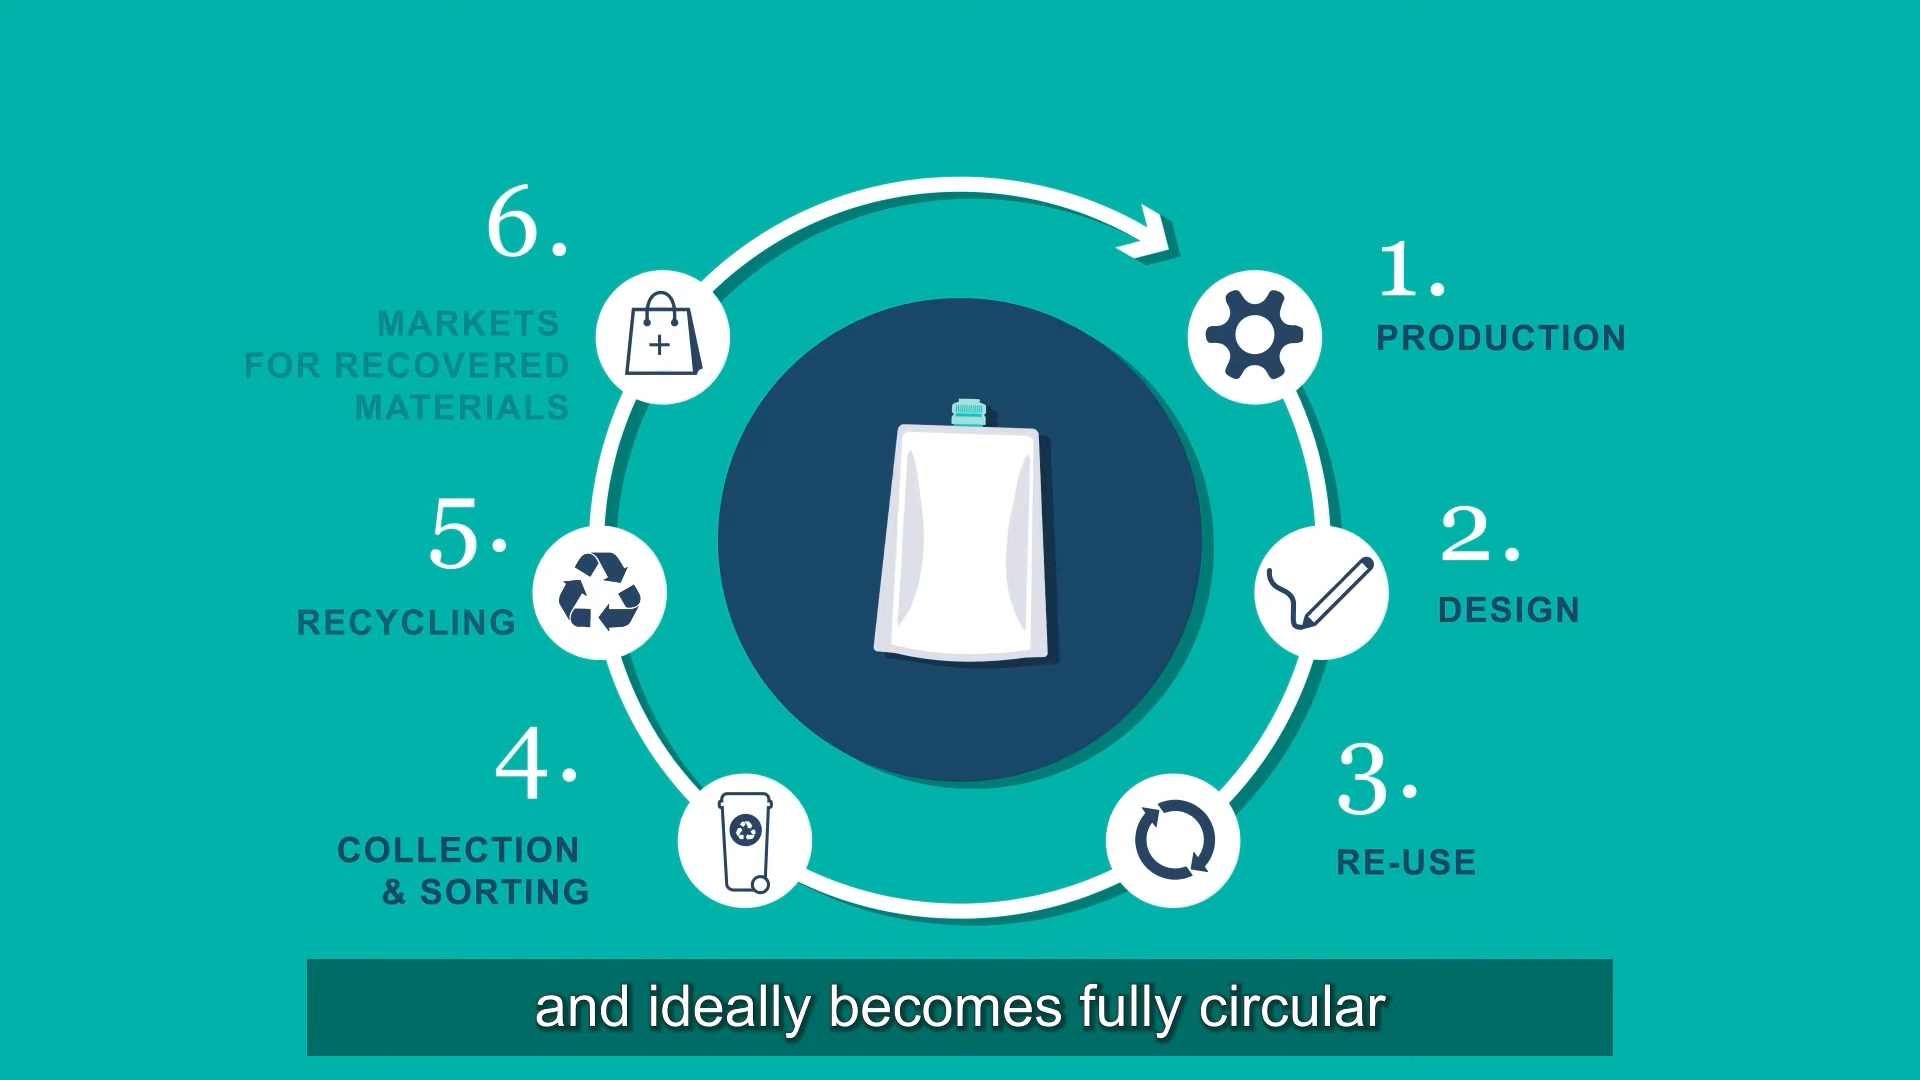 1.
PRODUCTION
2.
DESIGN
3.
RE-USE
4.
COLLECTION
& SORTING
5.
RECYCLING
6.
MARKETS
FOR RECOVERED
MATERIALS
and ideally becomes fully circular